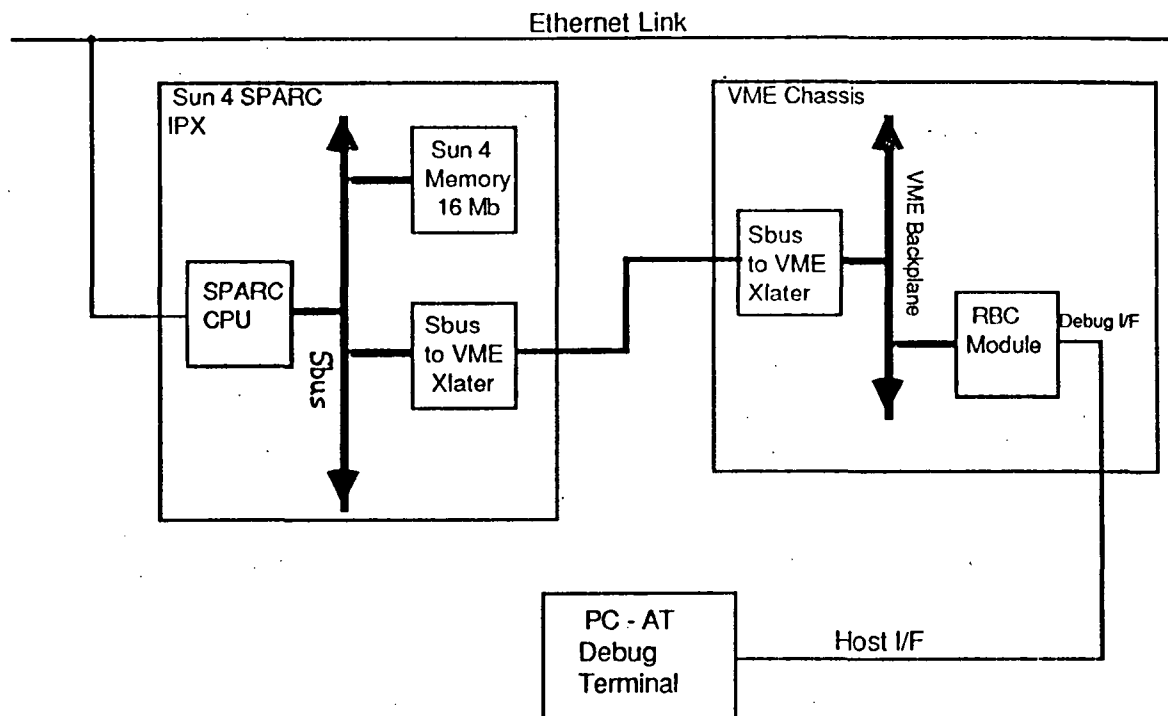 Ethernet Link
Sun 4 SPARC
IPX
Sun 4
Memory
16 Mb
SPARC
CPU
Sbus
to VME
Xlater
Sbus
VME Chassis
VME Backplane
Sbus
to VME
Xlater
RBC
Module
Debug I/F
PC - AT
Debug
Terminal
Host I/F